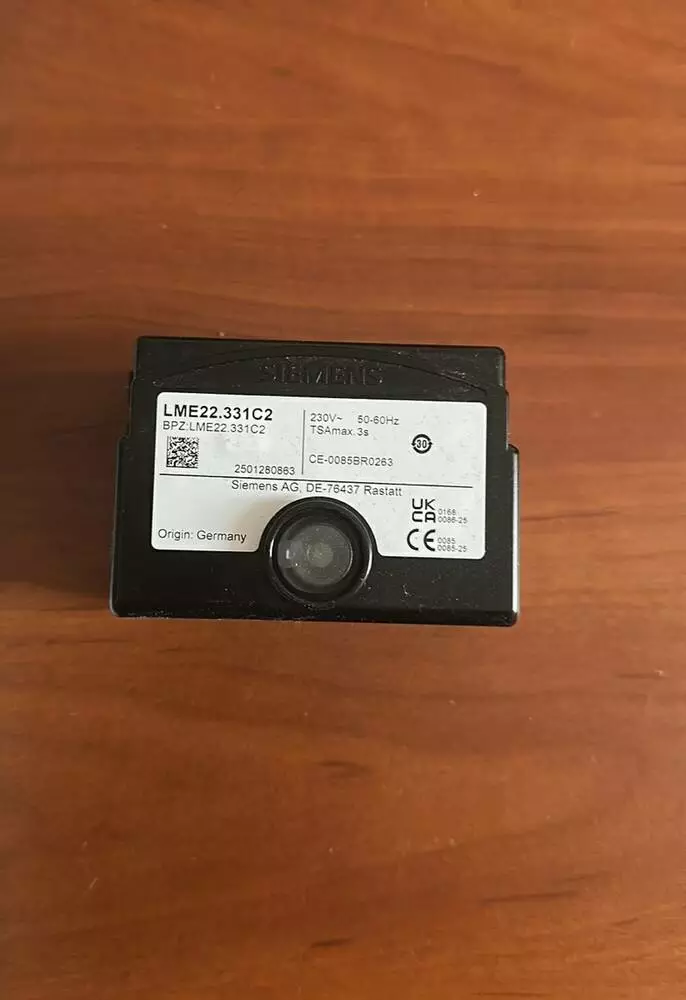 SIEMENS
LME22.331C2
BPZ:LME22.331C2
2501280863
230V~ 50-60Hz
TSAmax.3s
30
CE-0085BR0263
Siemens AG, DE-76437 Rastatt
Origin: Germany
UK
CA
0168
0086-25
CE
0085
0085-25